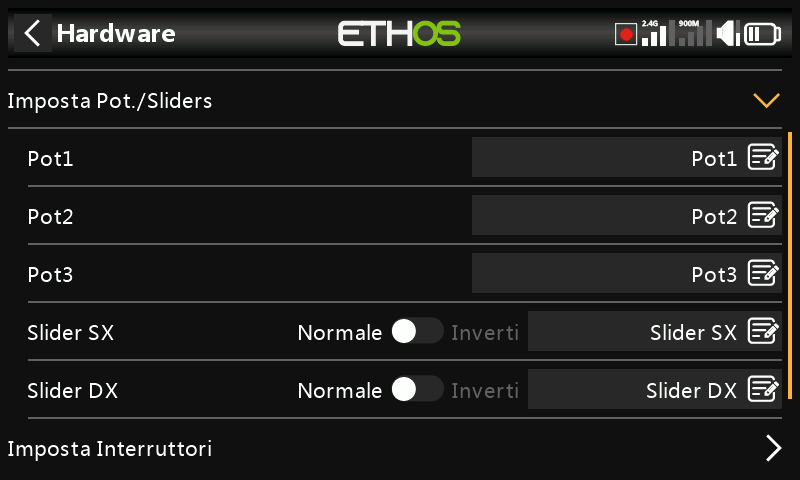 Hardware
ETHOS
2.4G
900M
Imposta Pot./Sliders
Pot1 Pot1
Pot2 Pot2
Pot3 Pot3
Slider SX Normale Inverti Slider SX
Slider DX Normale Inverti Slider DX
Imposta Interruttori